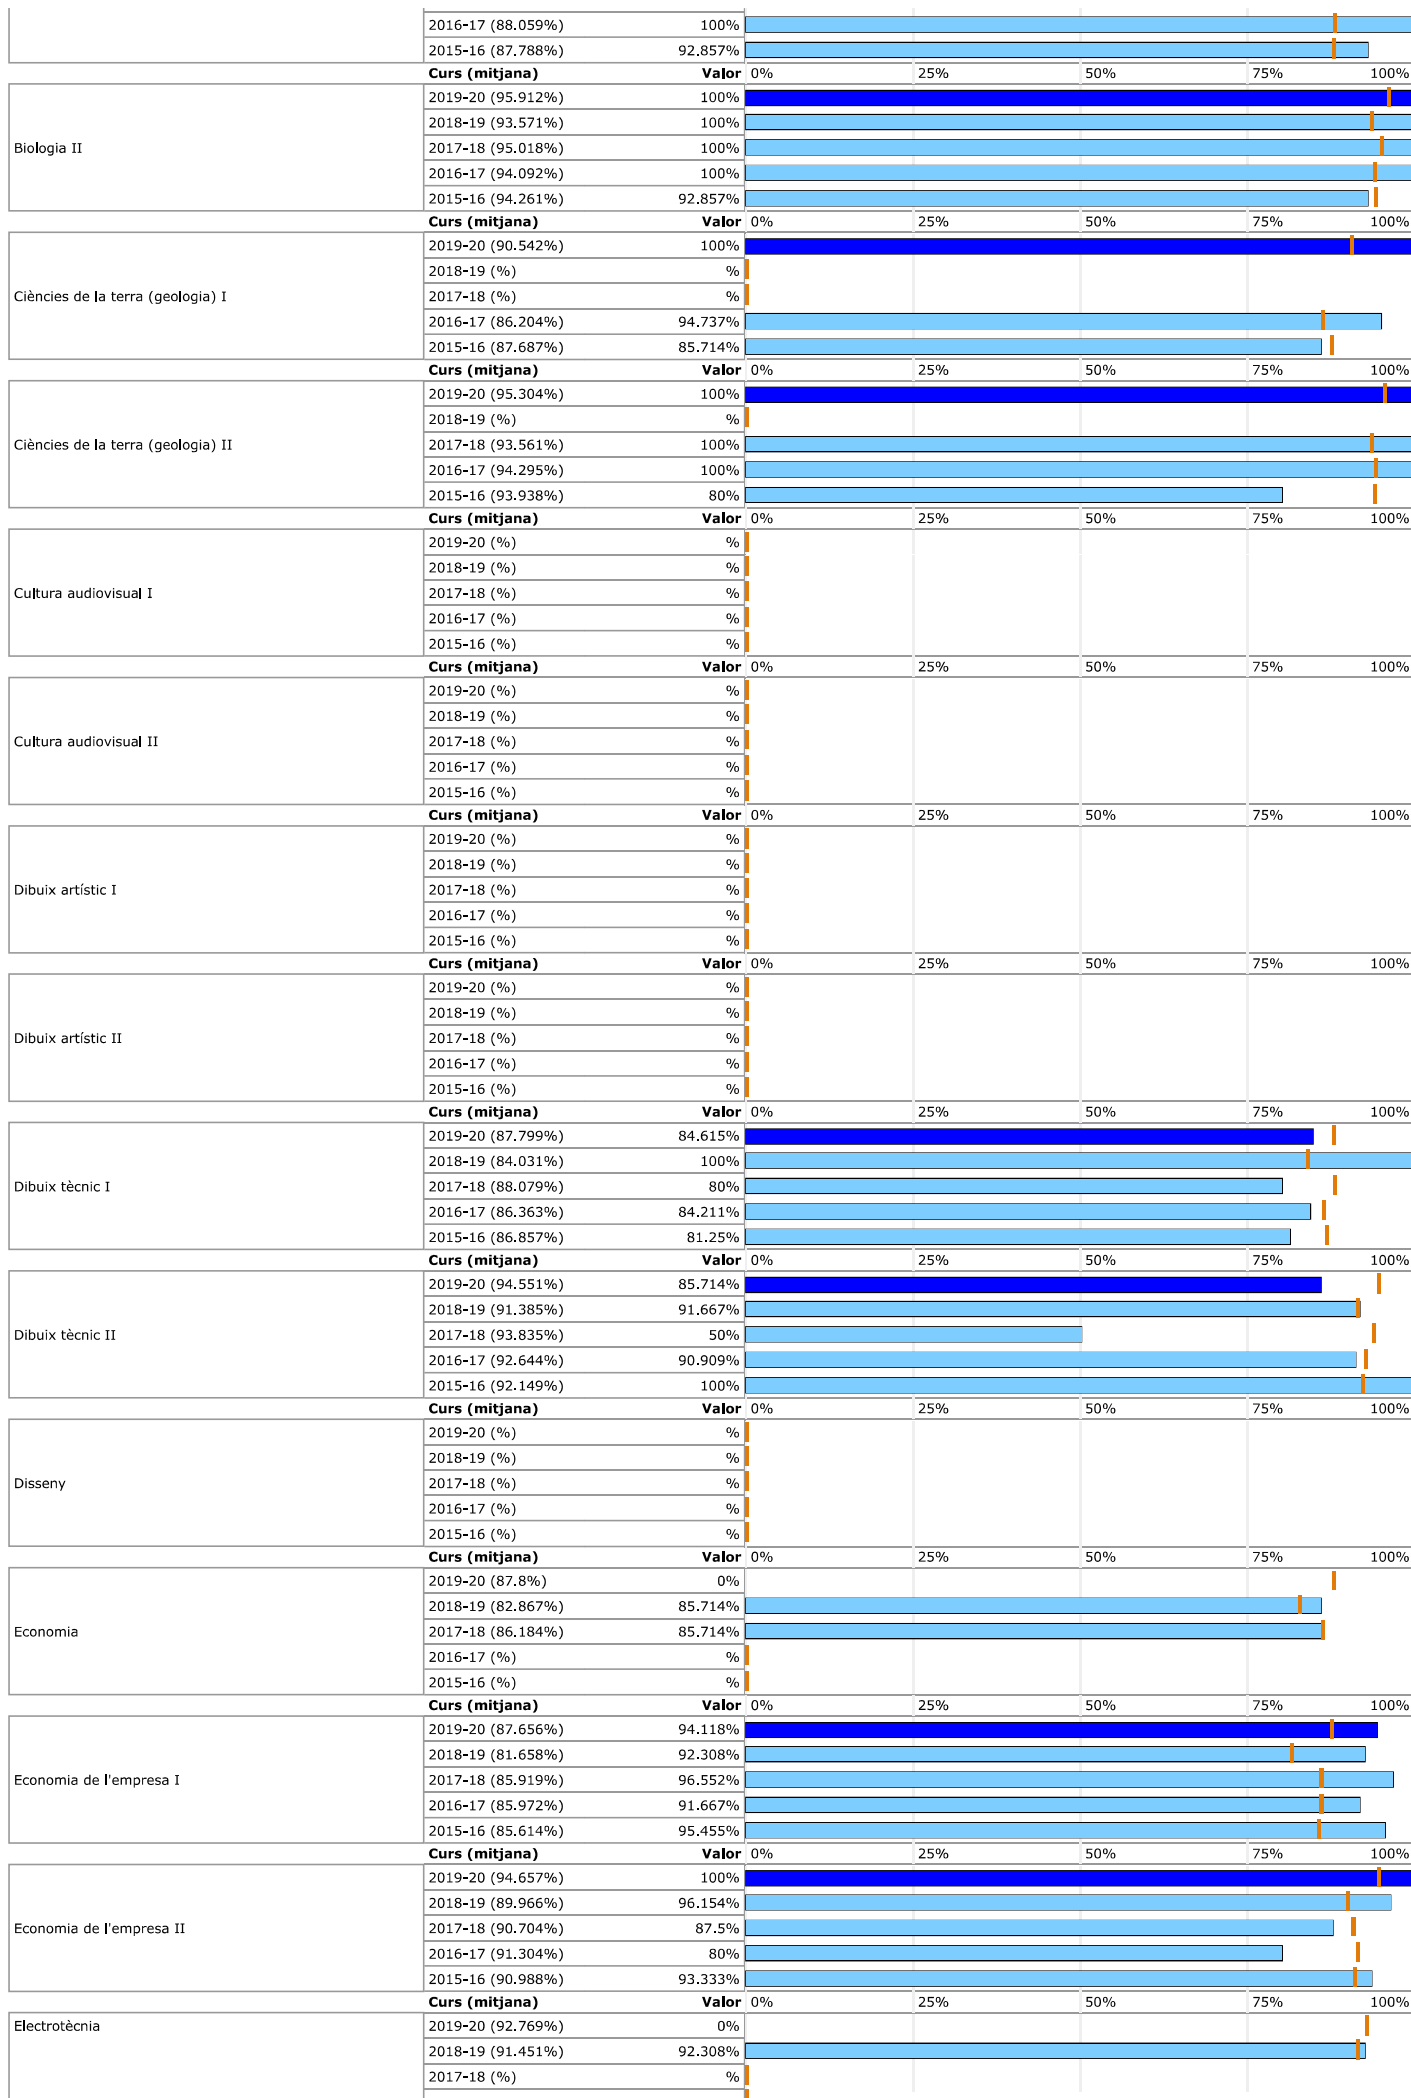 2016-17 (88.059%) 100%
2015-16 (87.788%) 92.857%
Curs (mitjana) Valor 0% 25% 50% 75% 100%
2019-20 (95.912%) 100%
2018-19 (93.571%) 100%
Biologia II 2017-18 (95.018%) 100%
2016-17 (94.092%) 100%
2015-16 (94.261%) 92.857%
Curs (mitjana) Valor 0% 25% 50% 75% 100%
2019-20 (90.542%) 100%
2018-19 (%) %
Ciències de la terra (geologia) I 2017-18 (%) %
2016-17 (86.204%) 94.737%
2015-16 (87.687%) 85.714%
Curs (mitjana) Valor 0% 25% 50% 75% 100%
2019-20 (95.304%) 100%
2018-19 (%) %
Ciències de la terra (geologia) II 2017-18 (93.561%) 100%
2016-17 (94.295%) 100%
2015-16 (93.938%) 80%
Curs (mitjana) Valor 0% 25% 50% 75% 100%
2019-20 (%) %
2018-19 (%) %
Cultura audiovisual I 2017-18 (%) %
2016-17 (%) %
2015-16 (%) %
Curs (mitjana) Valor 0% 25% 50% 75% 100%
2019-20 (%) %
2018-19 (%) %
Cultura audiovisual II 2017-18 (%) %
2016-17 (%) %
2015-16 (%) %
Curs (mitjana) Valor 0% 25% 50% 75% 100%
2019-20 (%) %
2018-19 (%) %
Dibuix artístic I 2017-18 (%) %
2016-17 (%) %
2015-16 (%) %
Curs (mitjana) Valor 0% 25% 50% 75% 100%
2019-20 (%) %
2018-19 (%) %
Dibuix artístic II 2017-18 (%) %
2016-17 (%) %
2015-16 (%) %
Curs (mitjana) Valor 0% 25% 50% 75% 100%
2019-20 (87.799%) 84.615%
2018-19 (84.031%) 100%
Dibuix tècnic I 2017-18 (88.079%) 80%
2016-17 (86.363%) 84.211%
2015-16 (86.857%) 81.25%
Curs (mitjana) Valor 0% 25% 50% 75% 100%
2019-20 (94.551%) 85.714%
2018-19 (91.385%) 91.667%
Dibuix tècnic II 2017-18 (93.835%) 50%
2016-17 (92.644%) 90.909%
2015-16 (92.149%) 100%
Curs (mitjana) Valor 0% 25% 50% 75% 100%
2019-20 (%) %
2018-19 (%) %
Disseny 2017-18 (%) %
2016-17 (%) %
2015-16 (%) %
Curs (mitjana) Valor 0% 25% 50% 75% 100%
2019-20 (87.8%) 0%
2018-19 (82.867%) 85.714%
Economia 2017-18 (86.184%) 85.714%
2016-17 (%) %
2015-16 (%) %
Curs (mitjana) Valor 0% 25% 50% 75% 100%
2019-20 (87.656%) 94.118%
2018-19 (81.658%) 92.308%
Economia de l'empresa I 2017-18 (85.919%) 96.552%
2016-17 (85.972%) 91.667%
2015-16 (85.614%) 95.455%
Curs (mitjana) Valor 0% 25% 50% 75% 100%
2019-20 (94.657%) 100%
2018-19 (89.966%) 96.154%
Economia de l'empresa II 2017-18 (90.704%) 87.5%
2016-17 (91.304%) 80%
2015-16 (90.988%) 93.333%
Curs (mitjana) Valor 0% 25% 50% 75% 100%
Electrotècnia 2019-20 (92.769%) 0%
2018-19 (91.451%) 92.308%
2017-18 (%) %